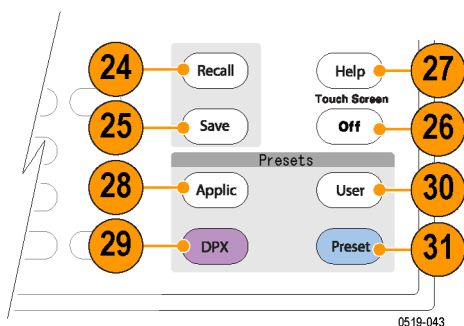 24 Recall Help 27
Touch Screen
25 Save Off 26
Presets
28 Applic User 30
29 DPX Preset 31
0519-043